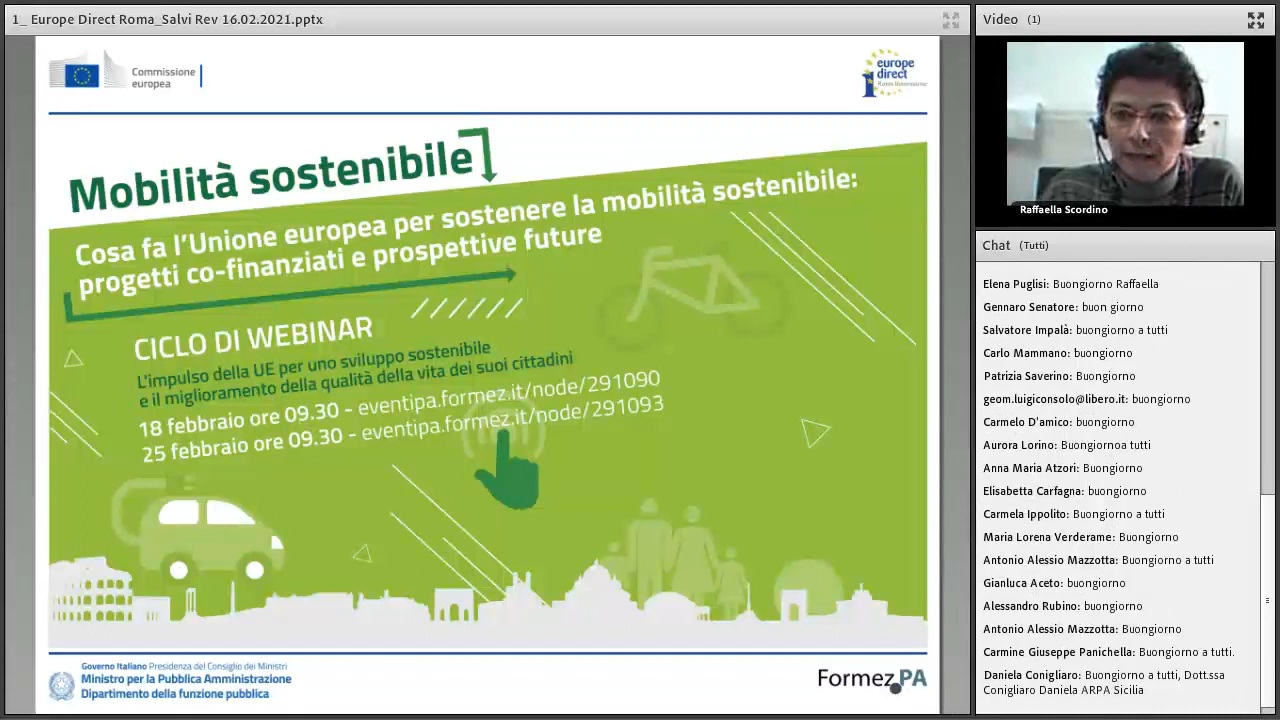 1_ Europe Direct Roma_Salvi Rev 16.02.2021.pptx
Commissione
europea
europe
direct
Roma Innovazione
Mobilità sostenibile
Cosa fa l'Unione europea per sostenere la mobilità sostenibile:
progetti co-finanziati e prospettive future
CICLO DI WEBINAR
L'impulso della UE per uno sviluppo sostenibile
e il miglioramento della qualità della vita dei suoi cittadini
18 febbraio ore 09.30 - eventipa.formez.it/node/291090
25 febbraio ore 09.30 - eventipa.formez.it/node/291093
Governo Italiano Presidenza del Consiglio dei Ministri
Ministro per la Pubblica Amministrazione
Dipartimento della funzione pubblica
Formez PA
Video (1)
Raffaella Scordino
Chat (Tutti)
Elena Puglisi: Buongiorno Raffaella
Gennaro Senatore: buon giorno
Salvatore Impalà: buongiorno a tutti
Carlo Mammano: buongiorno
Patrizia Saverino: Buongiorno
geom.luigiconsolo@libero.it: buongiorno
Carmelo D'amico: buongiorno
Aurora Lorino: Buongiornoa tutti
Anna Maria Atzori: Buongiorno
Elisabetta Carfagna: buongiorno
Carmela Ippolito: Buongiorno a tutti
Maria Lorena Verderame: Buongiorno
Antonio Alessio Mazzotta: Buongiorno a tutti
Gianluca Aceto: buongiorno
Alessandro Rubino: buongiorno
Antonio Alessio Mazzotta: Buongiorno
Carmine Giuseppe Panichella: Buongiorno a tutti.
Daniela Conigliaro: Buongiorno a tutti, Dott.ssa
Conigliaro Daniela ARPA Sicilia